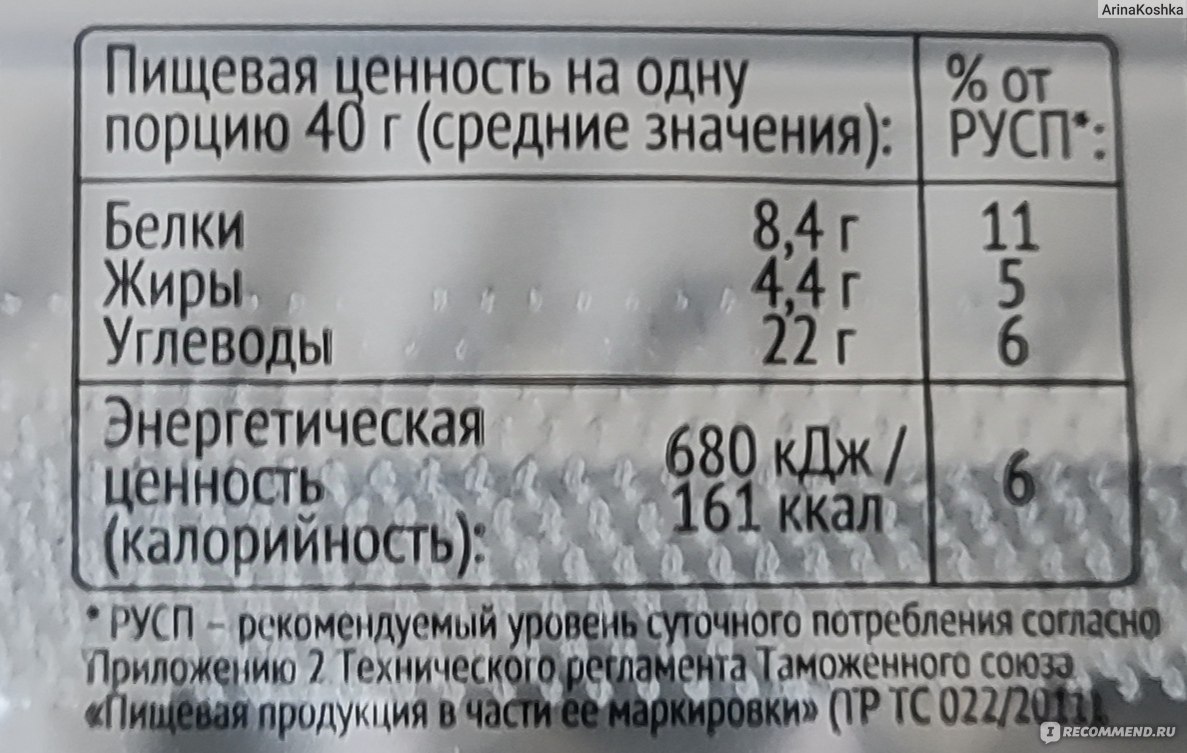 ArinaKoshka
Пищевая ценность на одну % от
порцию 40 г (средние значения): РУСП*:
Белки 8,4 г 11
Жиры 4,4 г 5
Углеводы 22 г 6
Энергетическая
ценность 680 кДж / 6
(калорийность): 161 ккал
* РУСП – рекомендуемый уровень суточного потребления согласно
Приложению 2 Технического регламента Таможенного союза
«Пищевая продукция в части ее маркировки» (ТР ТС 022/2011).
I RECOMMEND.RU